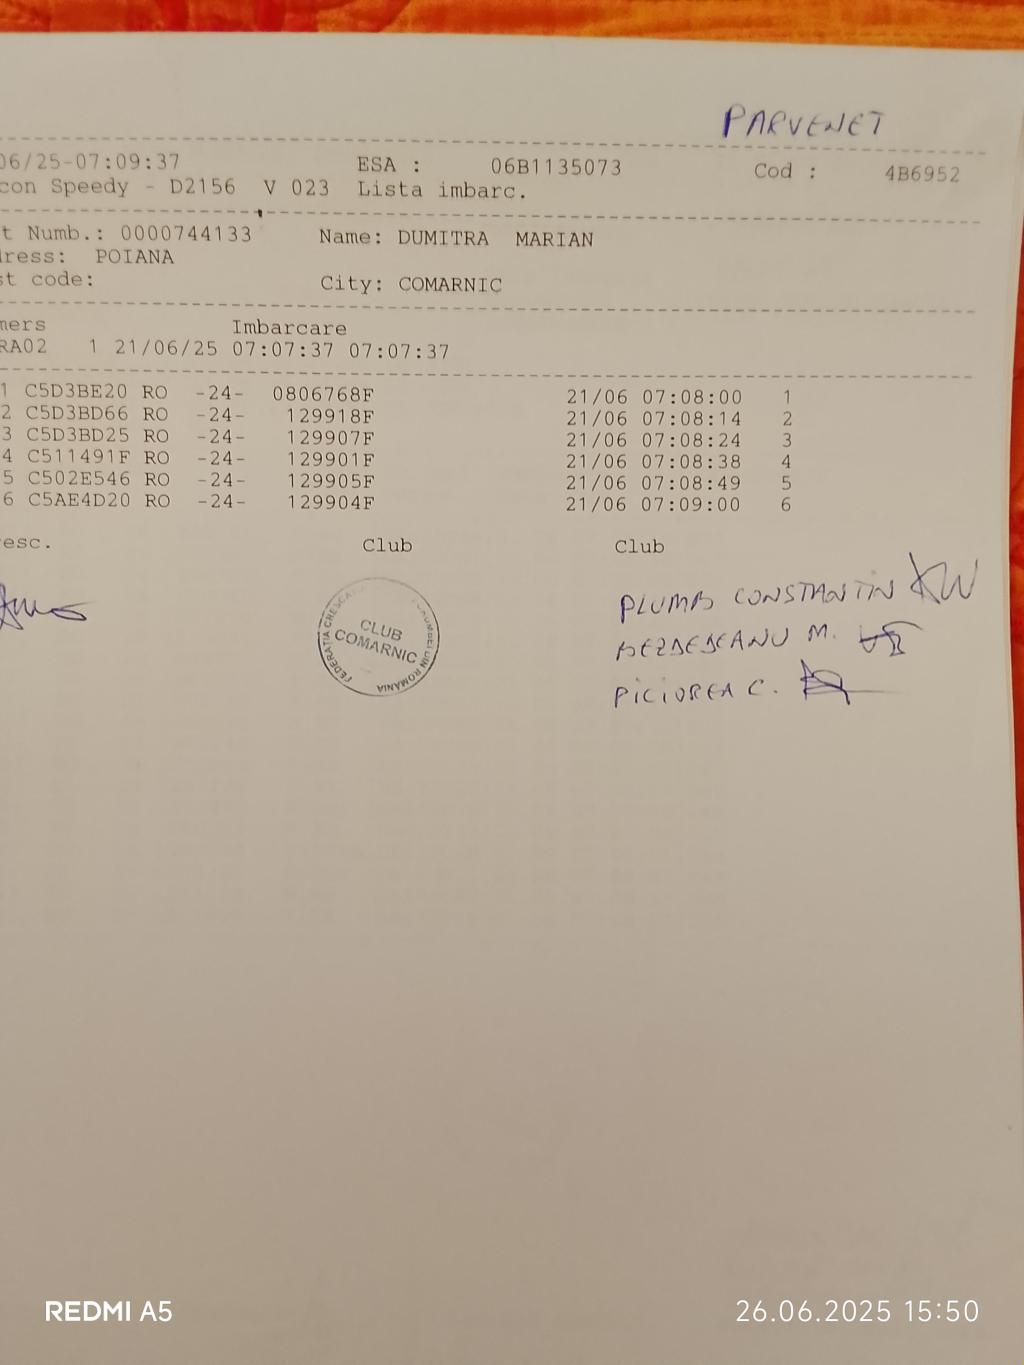 PARVENET
06/25-07:09:37 ESA : 06B1135073 Cod : 4B6952
con Speedy - D2156 V 023 Lista imbarc.
t Numb.: 0000744133 Name: DUMITRA MARIAN
ress: POIANA
st code: City: COMARNIC
mers Imbarcare
RA02 1 21/06/25 07:07:37 07:07:37
1 C5D3BE20 RO -24- 0806768F 21/06 07:08:00 1
2 C5D3BD66 RO -24- 129918F 21/06 07:08:14 2
3 C5D3BD25 RO -24- 129907F 21/06 07:08:24 3
4 C511491F RO -24- 129901F 21/06 07:08:38 4
5 C502E546 RO -24- 129905F 21/06 07:08:49 5
6 C5AE4D20 RO -24- 129904F 21/06 07:09:00 6
esc. Club Club
PLUMB CONSTANTIN
BEZDEDEANU M.
PICIOREA C.
FEDERATIA
CLUB
COMARNIC
DIN ROMANIA
REDMI A5 26.06.2025 15:50